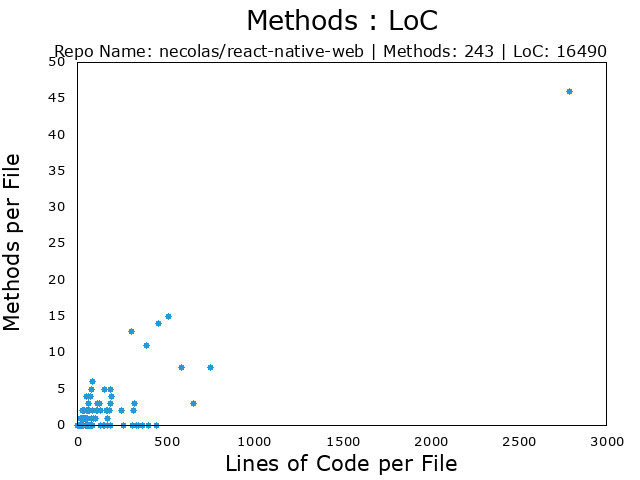 Methods : LoC
Repo Name: necolas/react-native-web | Methods: 243 | LoC: 16490
50
45
40
35
30
25
20
15
10
5
0
Methods per File
0 500 1000 1500 2000 2500 3000
Lines of Code per File